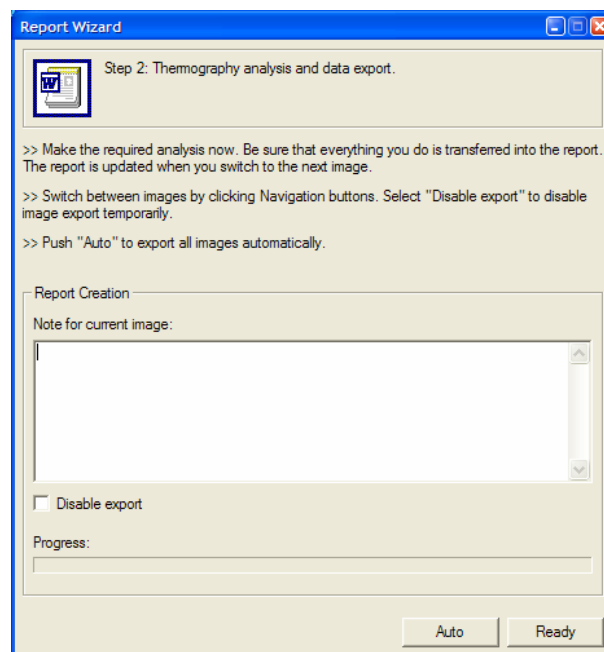 Report Wizard
Step 2: Thermography analysis and data export.
>> Make the required analysis now. Be sure that everything you do is transferred into the report.
The report is updated when you switch to the next image.
>> Switch between images by clicking Navigation buttons. Select "Disable export" to disable
image export temporarily.
>> Push "Auto" to export all images automatically.
Report Creation
Note for current image:
Disable export
Progress:
Auto
Ready